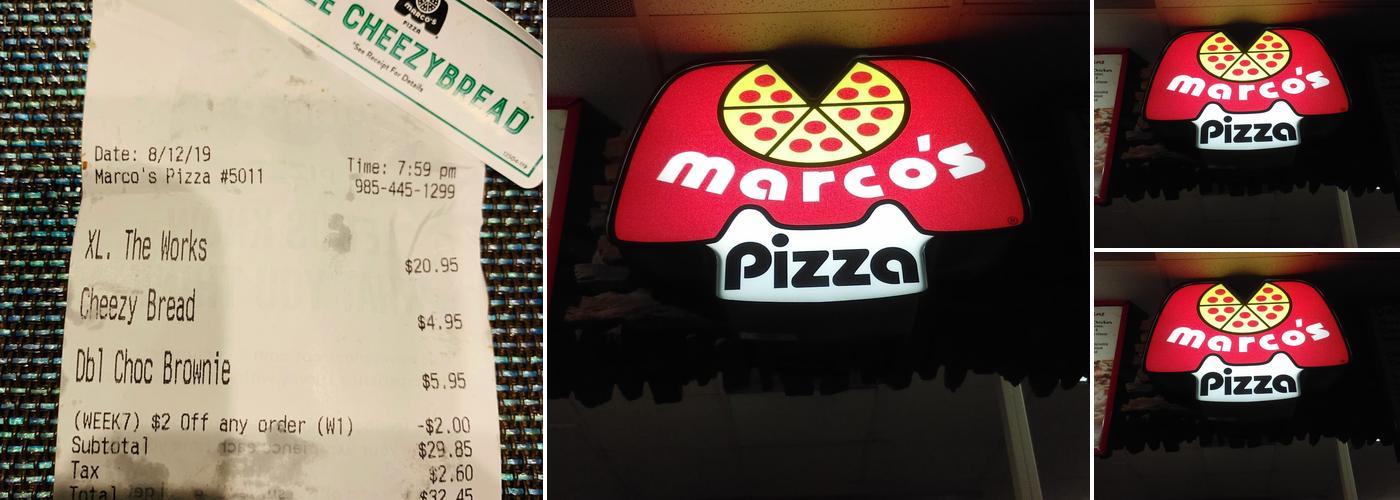 MARCO'S
PIZZA
CHEEZYBREAD*
*See Receipt For Details
Date: 8/12/19
Time: 7:59 pm
Marco's Pizza #5011
985-445-1299
XL. The Works
$20.95
Cheezy Bread
$4.95
Dbl Choc Brownie
$5.95
(WEEK7) $2 Off any order (W1)
-$2.00
Subtotal
$29.85
Tax
$2.60
Total
$32.45
marco's
Pizza
marco's
Pizza
marco's
Pizza